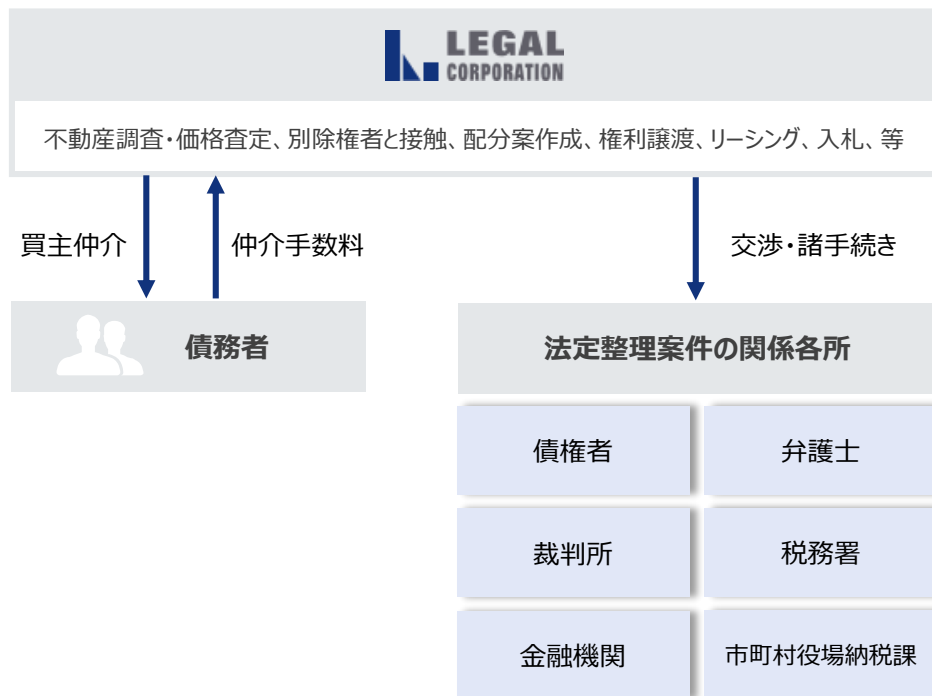 LEGAL
CORPORATION
不動産調査・価格査定、別除権者と接触、配分案作成、権利譲渡、リーシング、入札、等
買主仲介
仲介手数料
交渉・諸手続き
債務者
法定整理案件の関係各所
債権者
弁護士
裁判所
税務署
金融機関
市町村役場納税課